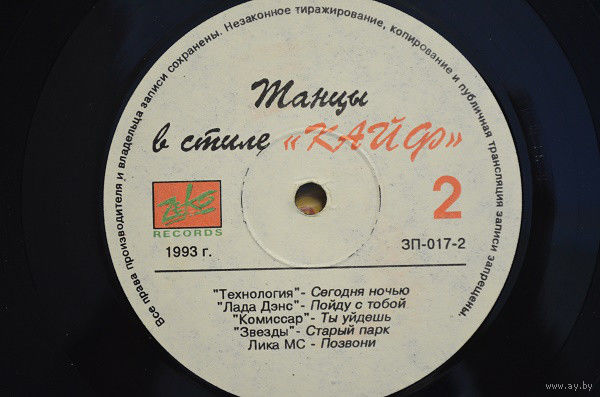 Все права производителя и владельца записи сохранены. Незаконное тиражирование, копирование и публичная трансляция записи запрещены.
Танцы
в стиле «КАЙФ»
Zeko
RECORDS
2
1993 г.
ЗП-017-2
"Технология"- Сегодня ночью
"Лада Дэнс"- Пойду с тобой
"Комиссар"- Ты уйдешь
"Звезды"- Старый парк
Лика МС - Позвони
www.ay.by